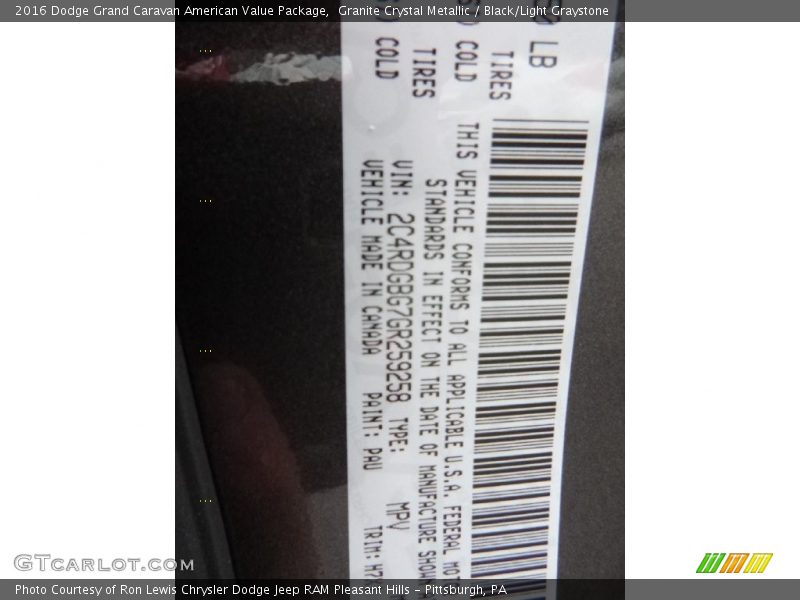 2016 Dodge Grand Caravan American Value Package,  Granite Crystal Metallic / Black/Light Graystone
LB
TIRES COLD
TIRES COLD
THIS VEHICLE CONFORMS TO ALL APPLICABLE U.S.A. FEDERAL
STANDARDS IN EFFECT ON THE DATE OF MANUFACTURE
VIN: 2C4RDGBG7GR259258 TYPE: MPV
VEHICLE MADE IN CANADA PAINT: PAU TRIM:
GTCARLOT.COM
Photo Courtesy of Ron Lewis Chrysler Dodge Jeep RAM Pleasant Hills - Pittsburgh, PA